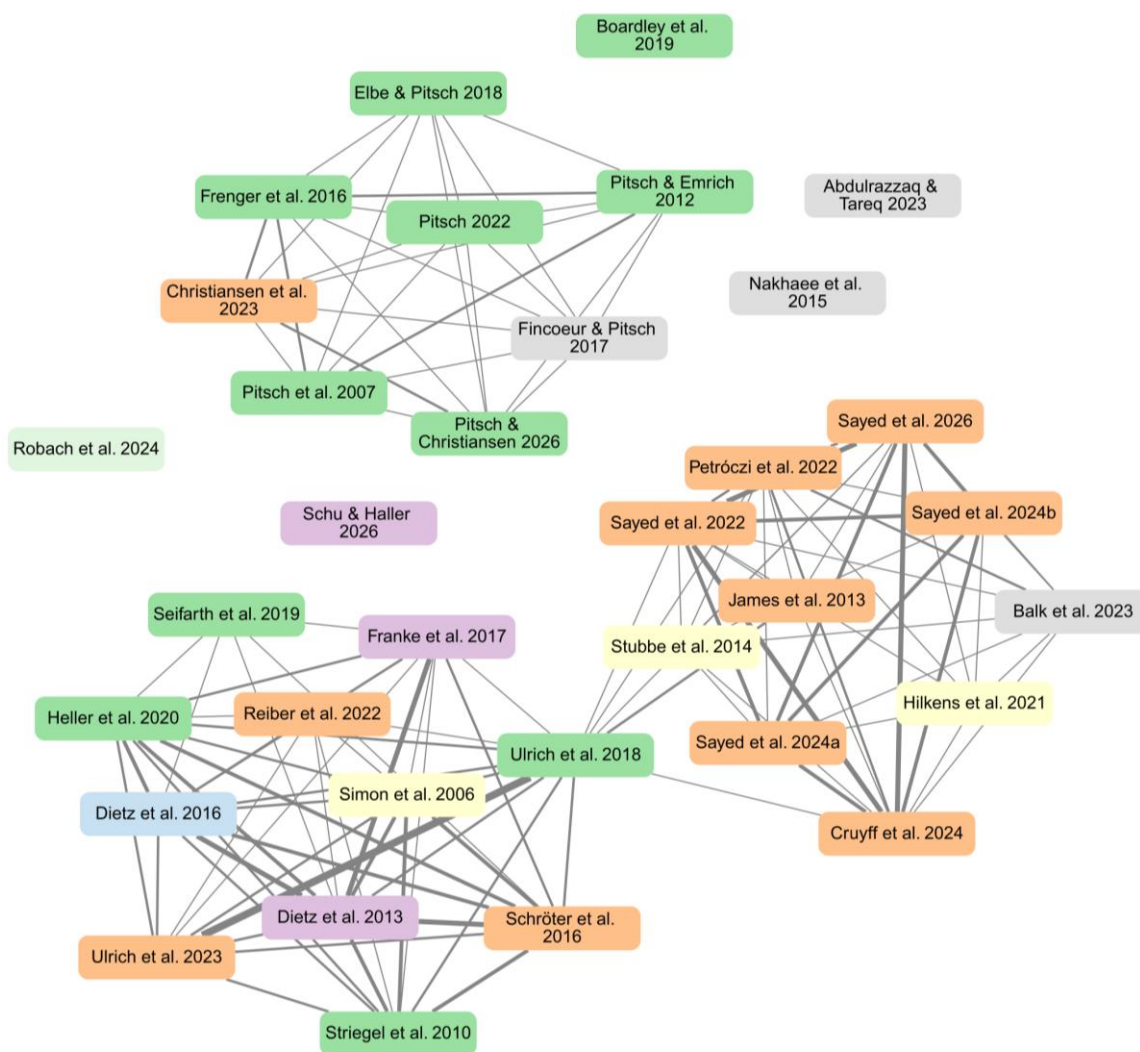 Boardley et al.
2019
Elbe & Pitsch 2018
Frenger et al. 2016
Pitsch & Emrich
2012
Abdulrazzaq &
Tareq 2023
Pitsch 2022
Christiansen et al.
2023
Nakhaee et al.
2015
Fincoeur & Pitsch
2017
Pitsch et al. 2007
Pitsch &
Christiansen 2026
Robach et al. 2024
Sayed et al. 2026
Petróczi et al. 2022
Sayed et al. 2022
Sayed et al. 2024b
Schu & Haller
2026
James et al. 2013
Balk et al. 2023
Seifarth et al. 2019
Franke et al. 2017
Stubbe et al. 2014
Hilkens et al. 2021
Heller et al. 2020
Reiber et al. 2022
Sayed et al. 2024a
Ulrich et al. 2018
Simon et al. 2006
Dietz et al. 2016
Cruyff et al. 2024
Dietz et al. 2013
Schröter et al.
2016
Ulrich et al. 2023
Striegel et al. 2010